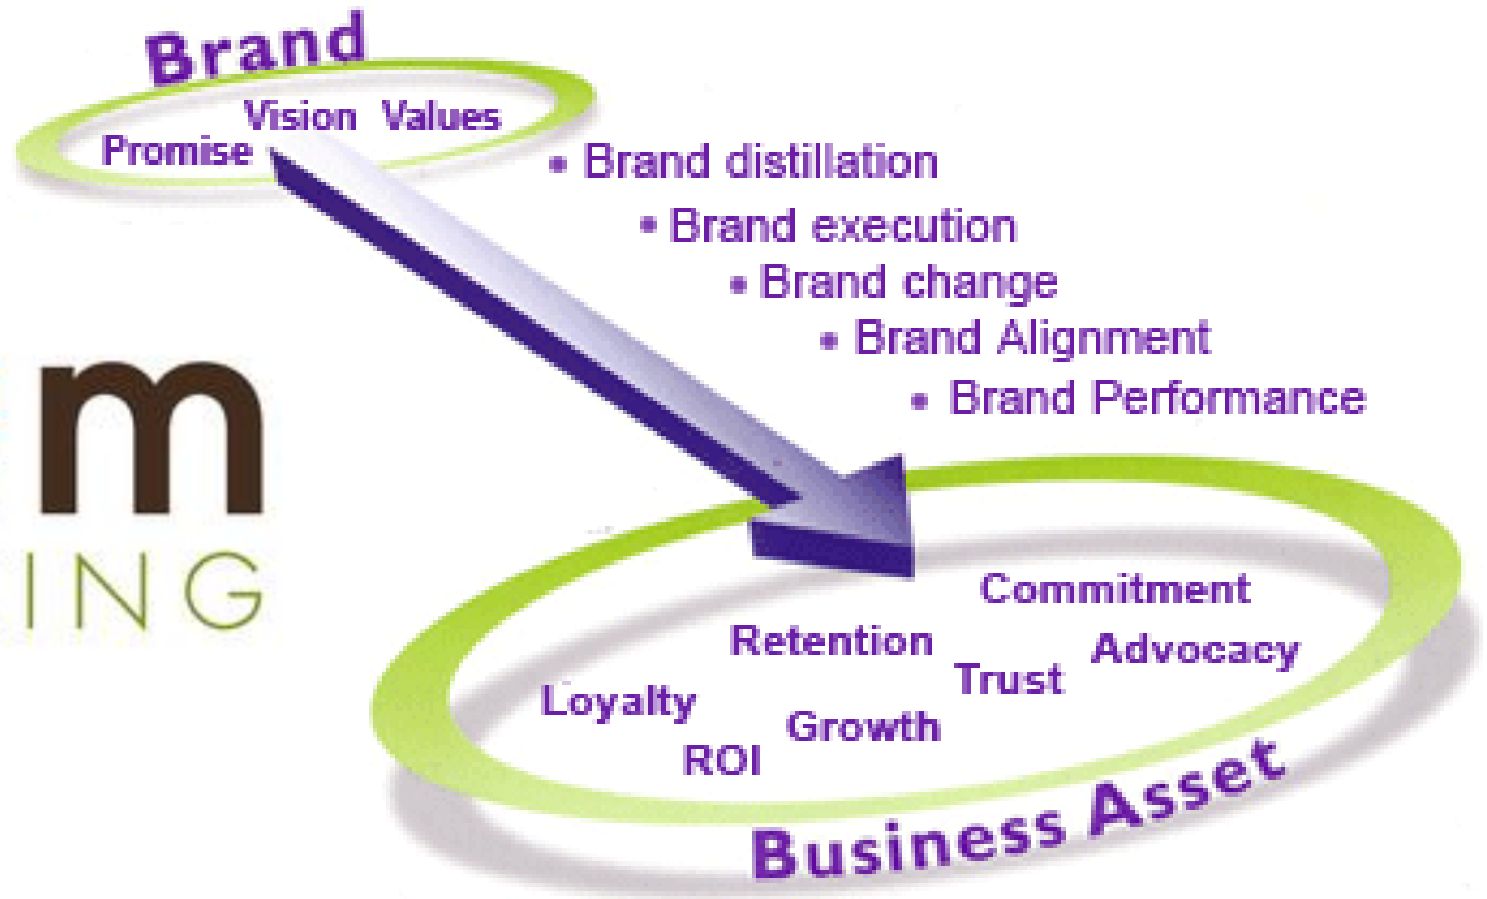 Brand
Vision Values
Promise
• Brand distillation
• Brand execution
• Brand change
• Brand Alignment
• Brand Performance
m
ING
Commitment
Retention
Advocacy
Trust
Loyalty
Growth
ROI
Business Asset